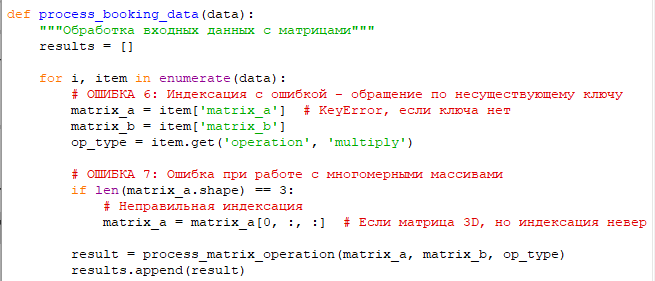 def process_booking_data(data):
    """Обработка входных данных с матрицами"""
    results = []

    for i, item in enumerate(data):
        # ОШИБКА 6: Индексация с ошибкой - обращение по несуществующему ключу
        matrix_a = item['matrix_a']  # KeyError, если ключа нет
        matrix_b = item['matrix_b']
        op_type = item.get('operation', 'multiply')

        # ОШИБКА 7: Ошибка при работе с многомерными массивами
        if len(matrix_a.shape) == 3:
            # Неправильная индексация
            matrix_a = matrix_a[0, :, :]  # Если матрица 3D, но индексация невер

        result = process_matrix_operation(matrix_a, matrix_b, op_type)
        results.append(result)